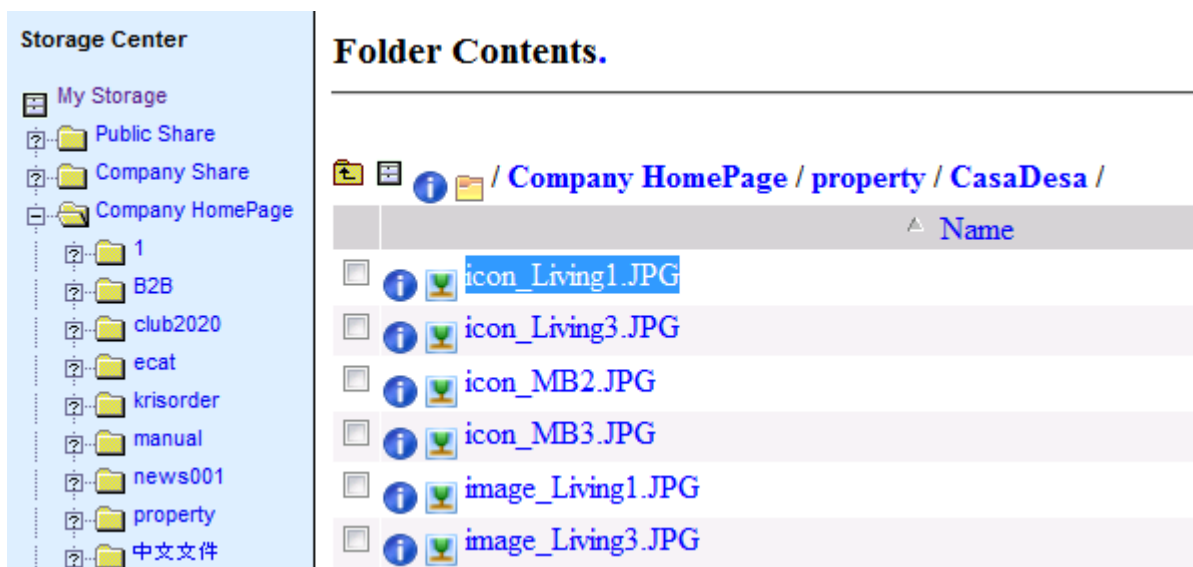 Storage Center
My Storage
Public Share
Company Share
Company HomePage
1
B2B
club2020
ecat
krisorder
manual
news001
property
中文文件
Folder Contents.
/ Company HomePage / property / CasaDesa /
Name
icon_Living1.JPG
icon_Living3.JPG
icon_MB2.JPG
icon_MB3.JPG
image_Living1.JPG
image_Living3.JPG